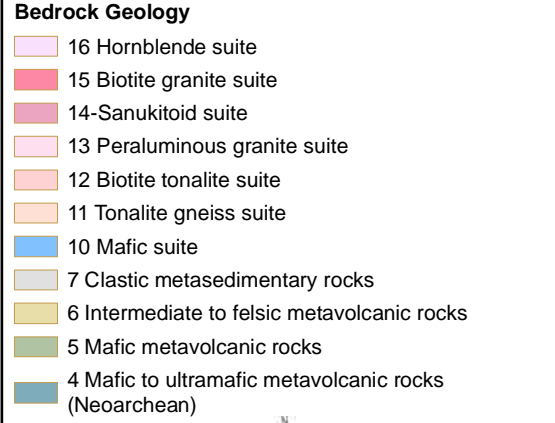 Bedrock Geology
16 Hornblende suite
15 Biotite granite suite
14-Sanukitoid suite
13 Peraluminous granite suite
12 Biotite tonalite suite
11 Tonalite gneiss suite
10 Mafic suite
7 Clastic metasedimentary rocks
6 Intermediate to felsic metavolcanic rocks
5 Mafic metavolcanic rocks
4 Mafic to ultramafic metavolcanic rocks
(Neoarchean)